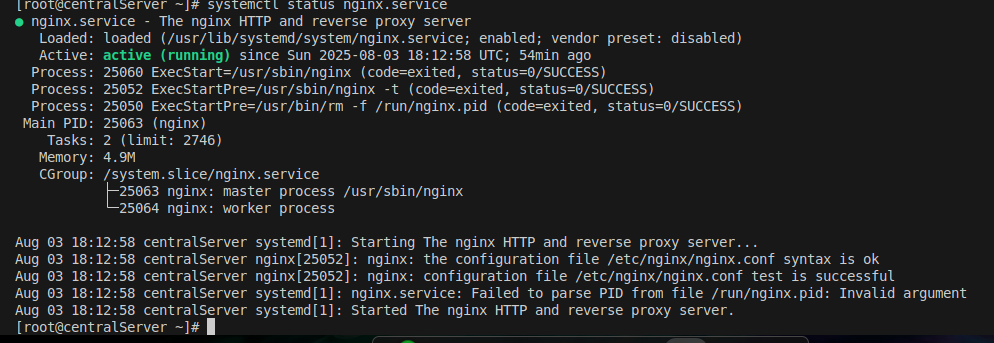 [root@centralServer ~]# systemctl status nginx.service
● nginx.service - The nginx HTTP and reverse proxy server
   Loaded: loaded (/usr/lib/systemd/system/nginx.service; enabled; vendor preset: disabled)
   Active: active (running) since Sun 2025-08-03 18:12:58 UTC; 54min ago
  Process: 25060 ExecStart=/usr/sbin/nginx (code=exited, status=0/SUCCESS)
  Process: 25052 ExecStartPre=/usr/sbin/nginx -t (code=exited, status=0/SUCCESS)
  Process: 25050 ExecStartPre=/usr/bin/rm -f /run/nginx.pid (code=exited, status=0/SUCCESS)
 Main PID: 25063 (nginx)
    Tasks: 2 (limit: 2746)
   Memory: 4.9M
   CGroup: /system.slice/nginx.service
           ├─25063 nginx: master process /usr/sbin/nginx
           └─25064 nginx: worker process
Aug 03 18:12:58 centralServer systemd[1]: Starting The nginx HTTP and reverse proxy server...
Aug 03 18:12:58 centralServer nginx[25052]: nginx: the configuration file /etc/nginx/nginx.conf syntax is ok
Aug 03 18:12:58 centralServer nginx[25052]: nginx: configuration file /etc/nginx/nginx.conf test is successful
Aug 03 18:12:58 centralServer systemd[1]: nginx.service: Failed to parse PID from file /run/nginx.pid: Invalid argument
Aug 03 18:12:58 centralServer systemd[1]: Started The nginx HTTP and reverse proxy server.
[root@centralServer ~]#